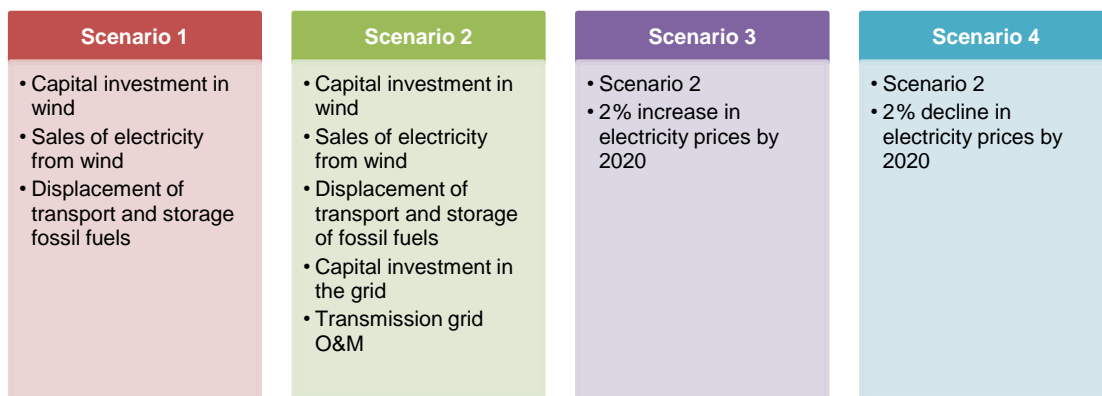 Scenario 1
• Capital investment in
wind
• Sales of electricity
from wind
• Displacement of
transport and storage
fossil fuels
Scenario 2
• Capital investment in
wind
• Sales of electricity
from wind
• Displacement of
transport and storage
of fossil fuels
• Capital investment in
the grid
• Transmission grid
O&M
Scenario 3
• Scenario 2
• 2% increase in
electricity prices by
2020
Scenario 4
• Scenario 2
• 2% decline in
electricity prices by
2020